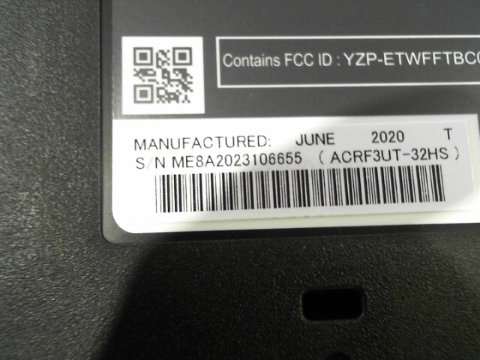 Contains FCC ID : YZP-ETWFFTBC
MANUFACTURED: JUNE 2020 T
S/N ME8A2023106655 ( ACRF3UT-32HS )